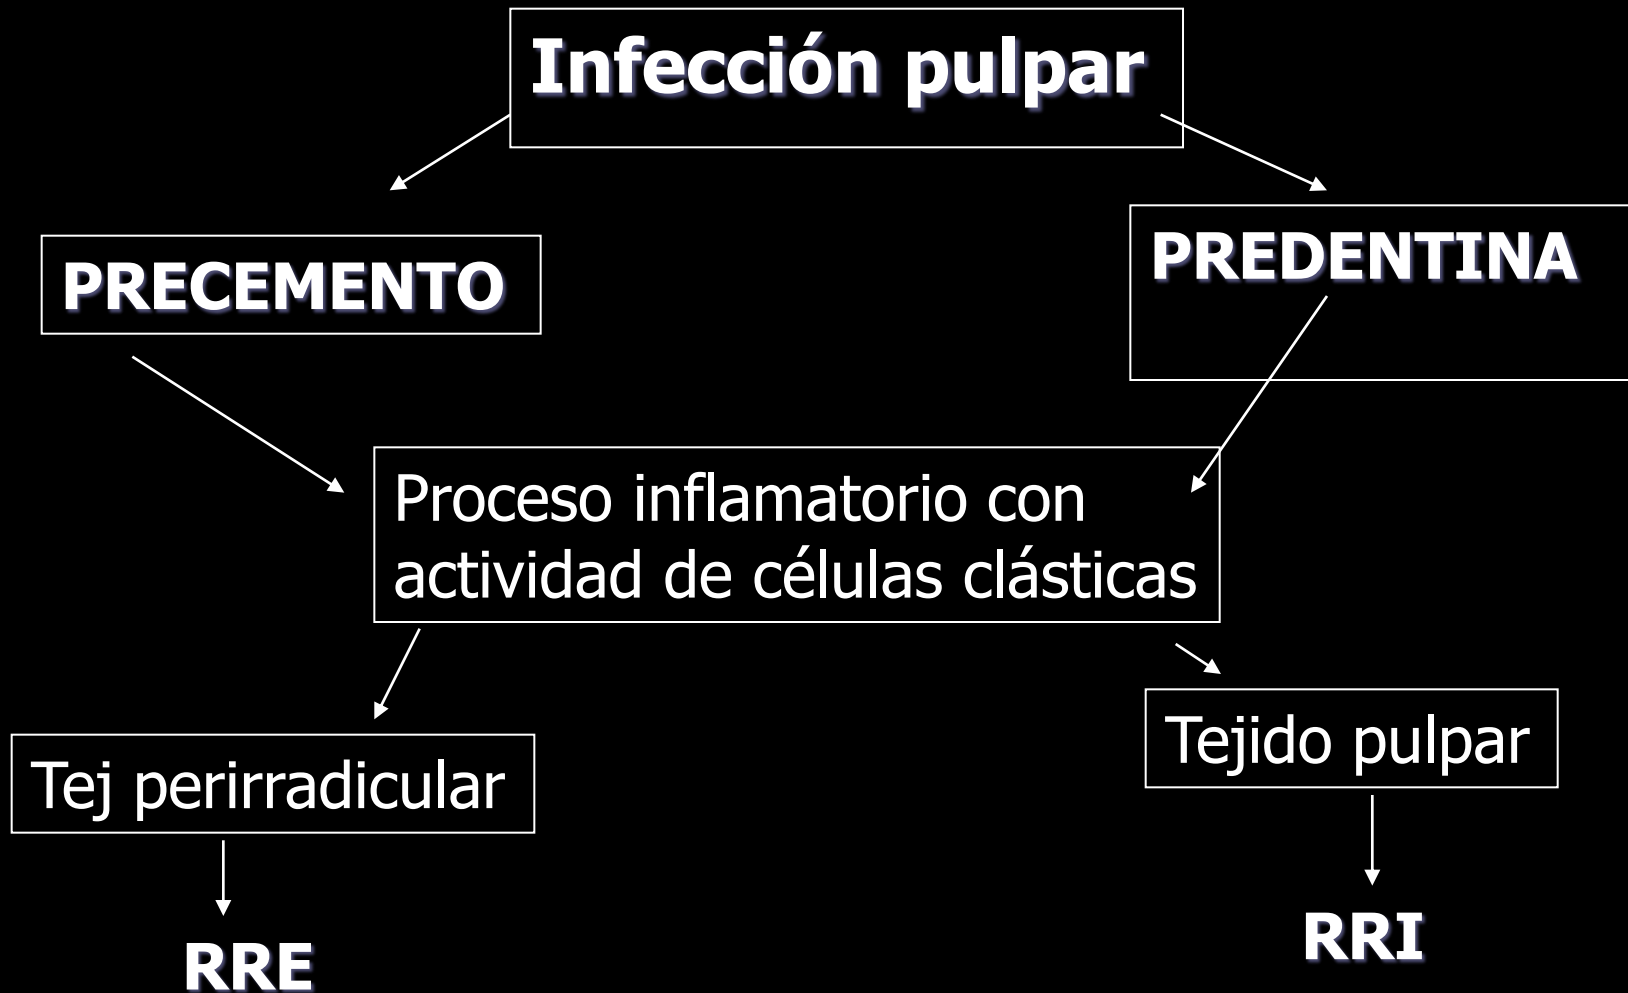 Infección pulpar
PRECEMENTO
PREDENTINA
Proceso inflamatorio con
actividad de células clásticas
Tej perirradicular
Tejido pulpar
RRE
RRI